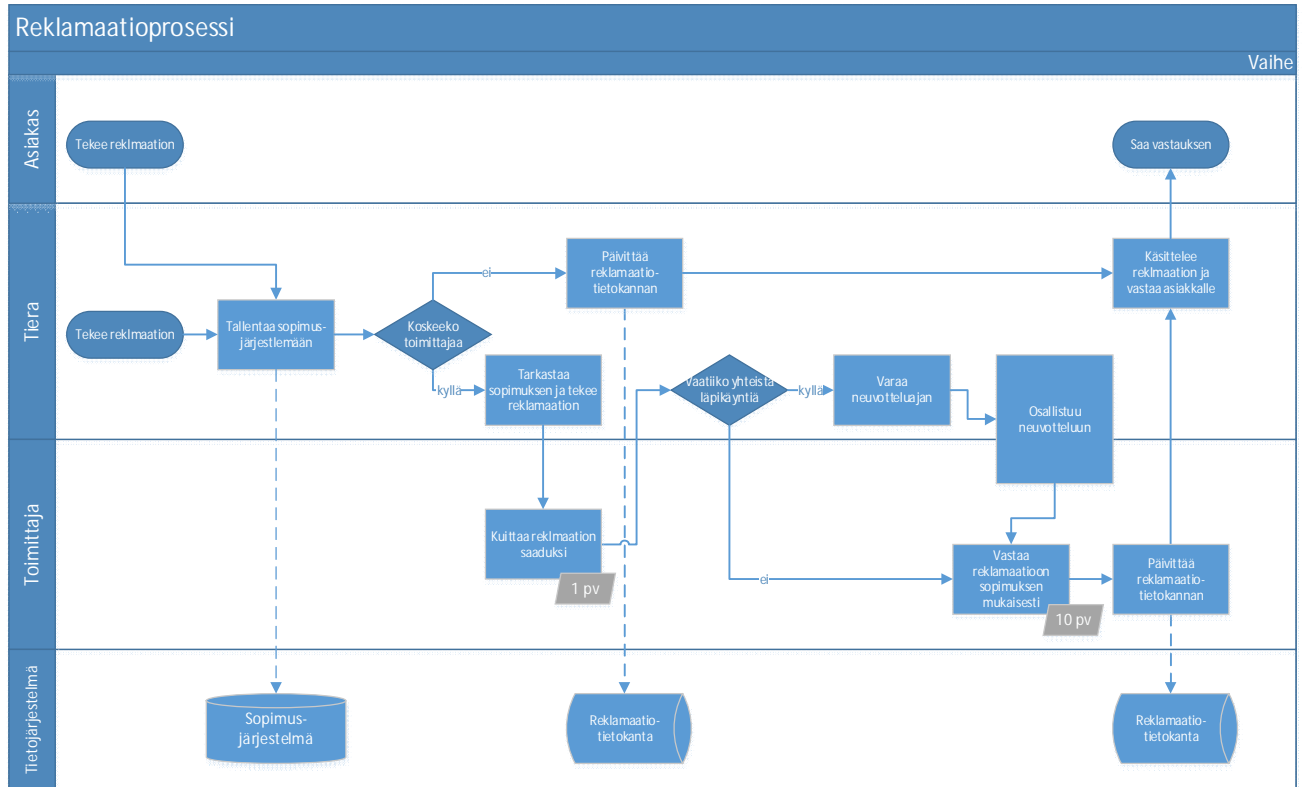 Reklamaatioprosessi
Vaihe
Asiakas
Tekee reklmaation
Saa vastauksen
Tiera
Tekee reklmaation
Tallentaa sopimus-
järjestlemään
Koskeeko
toimittajaa
ei
Päivittää
reklamaatio-
tietokannan
Käsittelee
reklmaation ja
vastaa asiakkalle
kyllä
Tarkastaa
sopimuksen ja tekee
reklamaation
Vaatiiko yhteistä
läpikäyntiä
kyllä
Varaa
neuvotteluajan
Osallistuu
neuvotteluun
Toimittaja
Kuittaa reklmaation
saaduksi
1 pv
ei
Vastaa
reklamaatioon
sopimuksen
mukaisesti
10 pv
Päivittää
reklamaatio-
tietokannan
Tietojärjestelmä
Sopimus-
järjestelmä
Reklamaatio-
tietokanta
Reklamaatio-
tietokanta